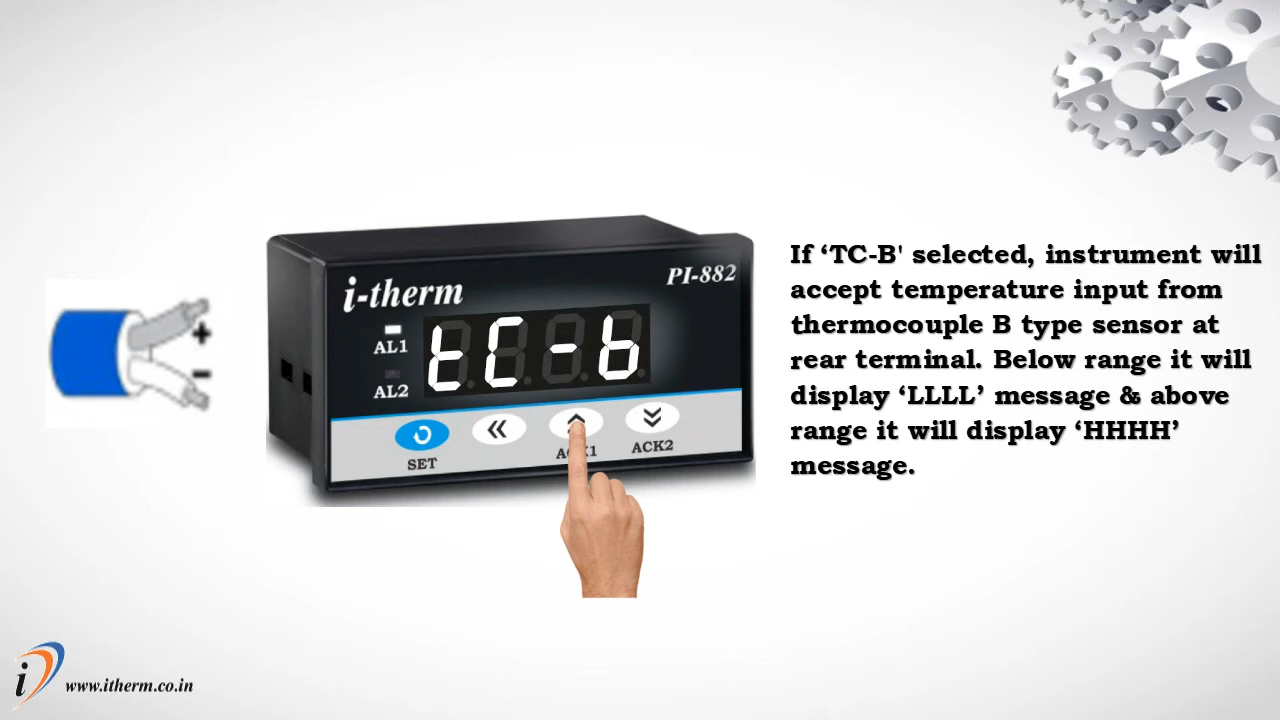 If ‘TC-B' selected, instrument will
accept temperature input from
thermocouple B type sensor at
rear terminal. Below range it will
display ‘LLLL’ message & above
range it will display ‘HHHH’
message.
i-therm
PI-882
AL1
AL2
tC-b
SET
ACK1
ACK2
+
-
i
www.itherm.co.in